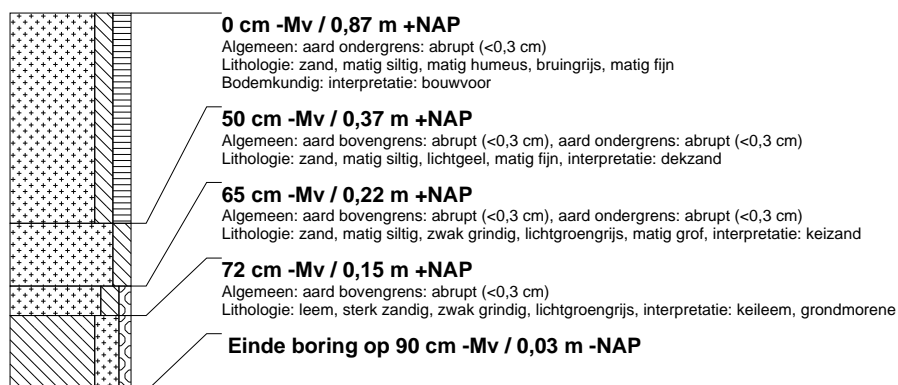 0 cm -Mv / 0,87 m +NAP
Algemeen: aard ondergrens: abrupt (<0,3 cm)
Lithologie: zand, matig siltig, matig humeus, bruingrijs, matig fijn
Bodemkundig: interpretatie: bouwvoor
50 cm -Mv / 0,37 m +NAP
Algemeen: aard bovengrens: abrupt (<0,3 cm), aard ondergrens: abrupt (<0,3 cm)
Lithologie: zand, matig siltig, lichtgeel, matig fijn, interpretatie: dekzand
65 cm -Mv / 0,22 m +NAP
Algemeen: aard bovengrens: abrupt (<0,3 cm), aard ondergrens: abrupt (<0,3 cm)
Lithologie: zand, matig siltig, zwak grindig, lichtgroengrijs, matig grof, interpretatie: keizand
72 cm -Mv / 0,15 m +NAP
Algemeen: aard bovengrens: abrupt (<0,3 cm)
Lithologie: leem, sterk zandig, zwak grindig, lichtgroengrijs, interpretatie: keileem, grondmorene
Einde boring op 90 cm -Mv / 0,03 m -NAP